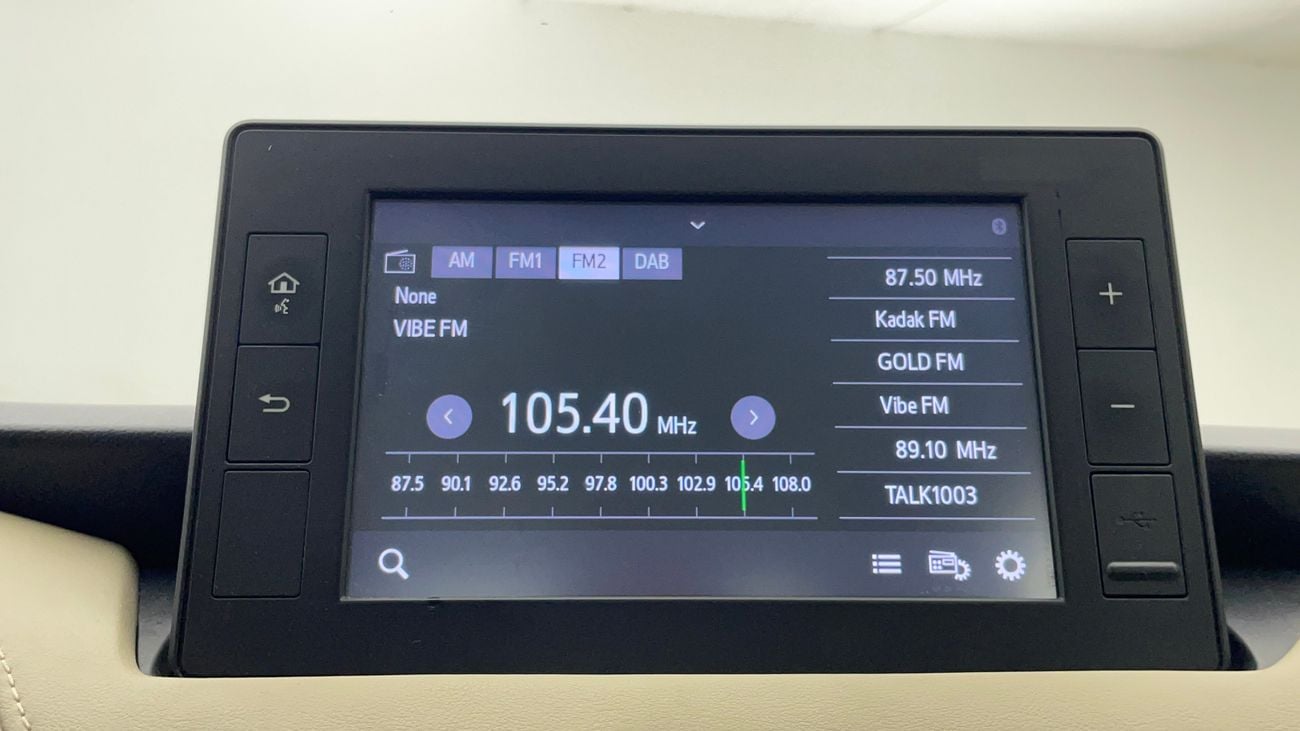 AM FM1 FM2 DAB
None
VIBE FM
105.40 MHz
87.5 90.1 92.6 95.2 97.8 100.3 102.9 105.4 108.0
87.50 MHz
Kadak FM
GOLD FM
Vibe FM
89.10 MHz
TALK1003
+
−